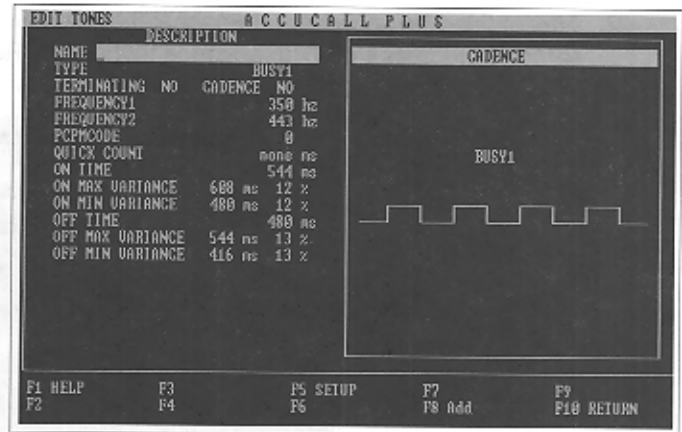 EDIT TONES ACCUCALL PLUS
DESCRIPTION
NAME
TYPE BUSY1
TERMINATING NO CADENCE NO
FREQUENCY1 350 hz
FREQUENCY2 443 hz
PCPMCODE 0
QUICK COUNT none ms
ON TIME 544 ms
ON MAX VARIANCE 608 ms 12 %
ON MIN VARIANCE 480 ms 12 %
OFF TIME 480 ms
OFF MAX VARIANCE 544 ms 13 %
OFF MIN VARIANCE 416 ms 13 %
CADENCE
BUSY1
F1 HELP F3 F5 SETUP F7 F9
F2 F4 F6 F8 Add F10 RETURN